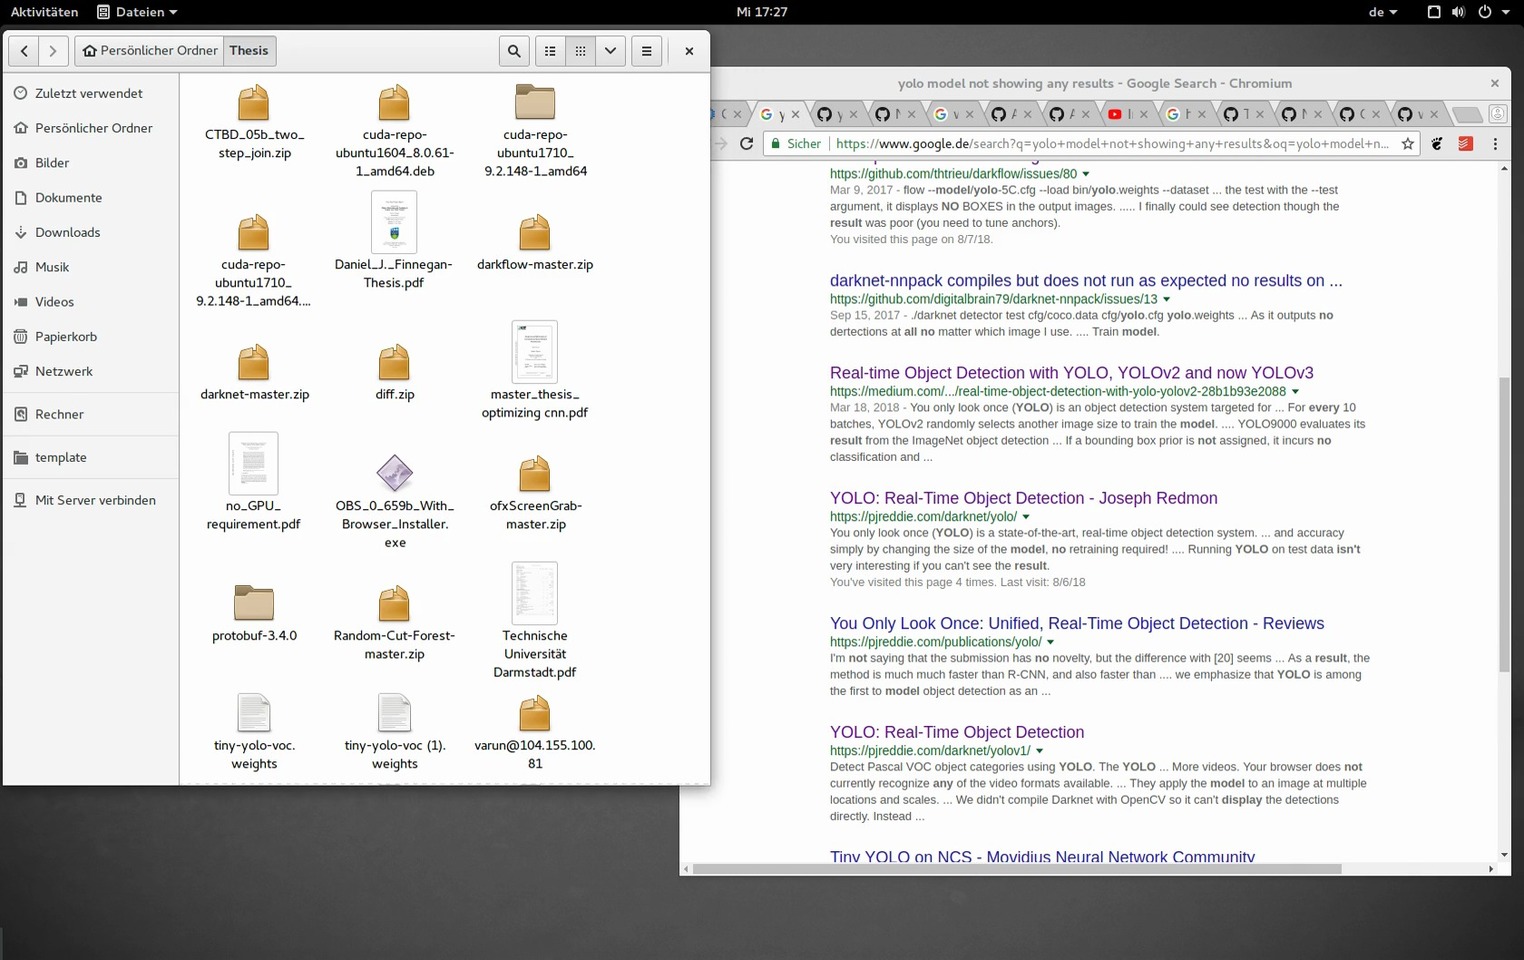 Aktivitäten
Dateien
Mi 17:27
de
Persönlicher Ordner
Thesis
Zuletzt verwendet
Persönlicher Ordner
Bilder
Dokumente
Downloads
Musik
Videos
Papierkorb
Netzwerk
Rechner
template
Mit Server verbinden
CTBD_05b_two_
step_join.zip
cuda-repo-
ubuntu1604_8.0.61-
1_amd64.deb
cuda-repo-
ubuntu1710_
9.2.148-1_amd64
cuda-repo-
ubuntu1710_
9.2.148-1_amd64....
Daniel_J._Finnegan-
Thesis.pdf
darkflow-master.zip
darknet-master.zip
diff.zip
master_thesis_
optimizing cnn.pdf
no_GPU_
requirement.pdf
OBS_0_659b_With_
Browser_Installer.
exe
ofxScreenGrab-
master.zip
protobuf-3.4.0
Random-Cut-Forest-
master.zip
Technische
Universität
Darmstadt.pdf
tiny-yolo-voc.
weights
tiny-yolo-voc (1).
weights
varun@104.155.100.
81
yolo model not showing any results - Google Search - Chromium
Sicher
https://www.google.de/search?q=yolo+model+not+showing+any+results&oq=yolo+model+n...
https://github.com/thtrieu/darkflow/issues/80
Mar 9, 2017 - flow --model/yolo-5C.cfg --load bin/yolo.weights --dataset ... the test with the --test
argument, it displays NO BOXES in the output images. ..... I finally could see detection though the
result was poor (you need to tune anchors).
You visited this page on 8/7/18.
darknet-nnpack compiles but does not run as expected no results on ...
https://github.com/digitalbrain79/darknet-nnpack/issues/13
Sep 15, 2017 - ./darknet detector test cfg/coco.data cfg/yolo.cfg yolo.weights ... As it outputs no
dertections at all no matter which image I use. .... Train model.
Real-time Object Detection with YOLO, YOLOv2 and now YOLOv3
https://medium.com/.../real-time-object-detection-with-yolo-yolov2-28b1b93e2088
Mar 18, 2018 - You only look once (YOLO) is an object detection system targeted for ... For every 10
batches, YOLOv2 randomly selects another image size to train the model. .... YOLO9000 evaluates its
result from the ImageNet object detection ... If a bounding box prior is not assigned, it incurs no
classification and ...
YOLO: Real-Time Object Detection - Joseph Redmon
https://pjreddie.com/darknet/yolo/
You only look once (YOLO) is a state-of-the-art, real-time object detection system. ... and accuracy
simply by changing the size of the model, no retraining required! .... Running YOLO on test data isn't
very interesting if you can't see the result.
You've visited this page 4 times. Last visit: 8/6/18
You Only Look Once: Unified, Real-Time Object Detection - Reviews
https://pjreddie.com/publications/yolo/
I'm not saying that the submission has no novelty, but the difference with [20] seems ... As a result, the
method is much much faster than R-CNN, and also faster than .... we emphasize that YOLO is among
the first to model object detection as an ...
YOLO: Real-Time Object Detection
https://pjreddie.com/darknet/yolov1/
Detect Pascal VOC object categories using YOLO. The YOLO ... More videos. Your browser does not
currently recognize any of the video formats available. ... They apply the model to an image at multiple
locations and scales. ... We didn't compile Darknet with OpenCV so it can't display the detections
directly. Instead ...
Tiny YOLO on NCS - Movidius Neural Network Community